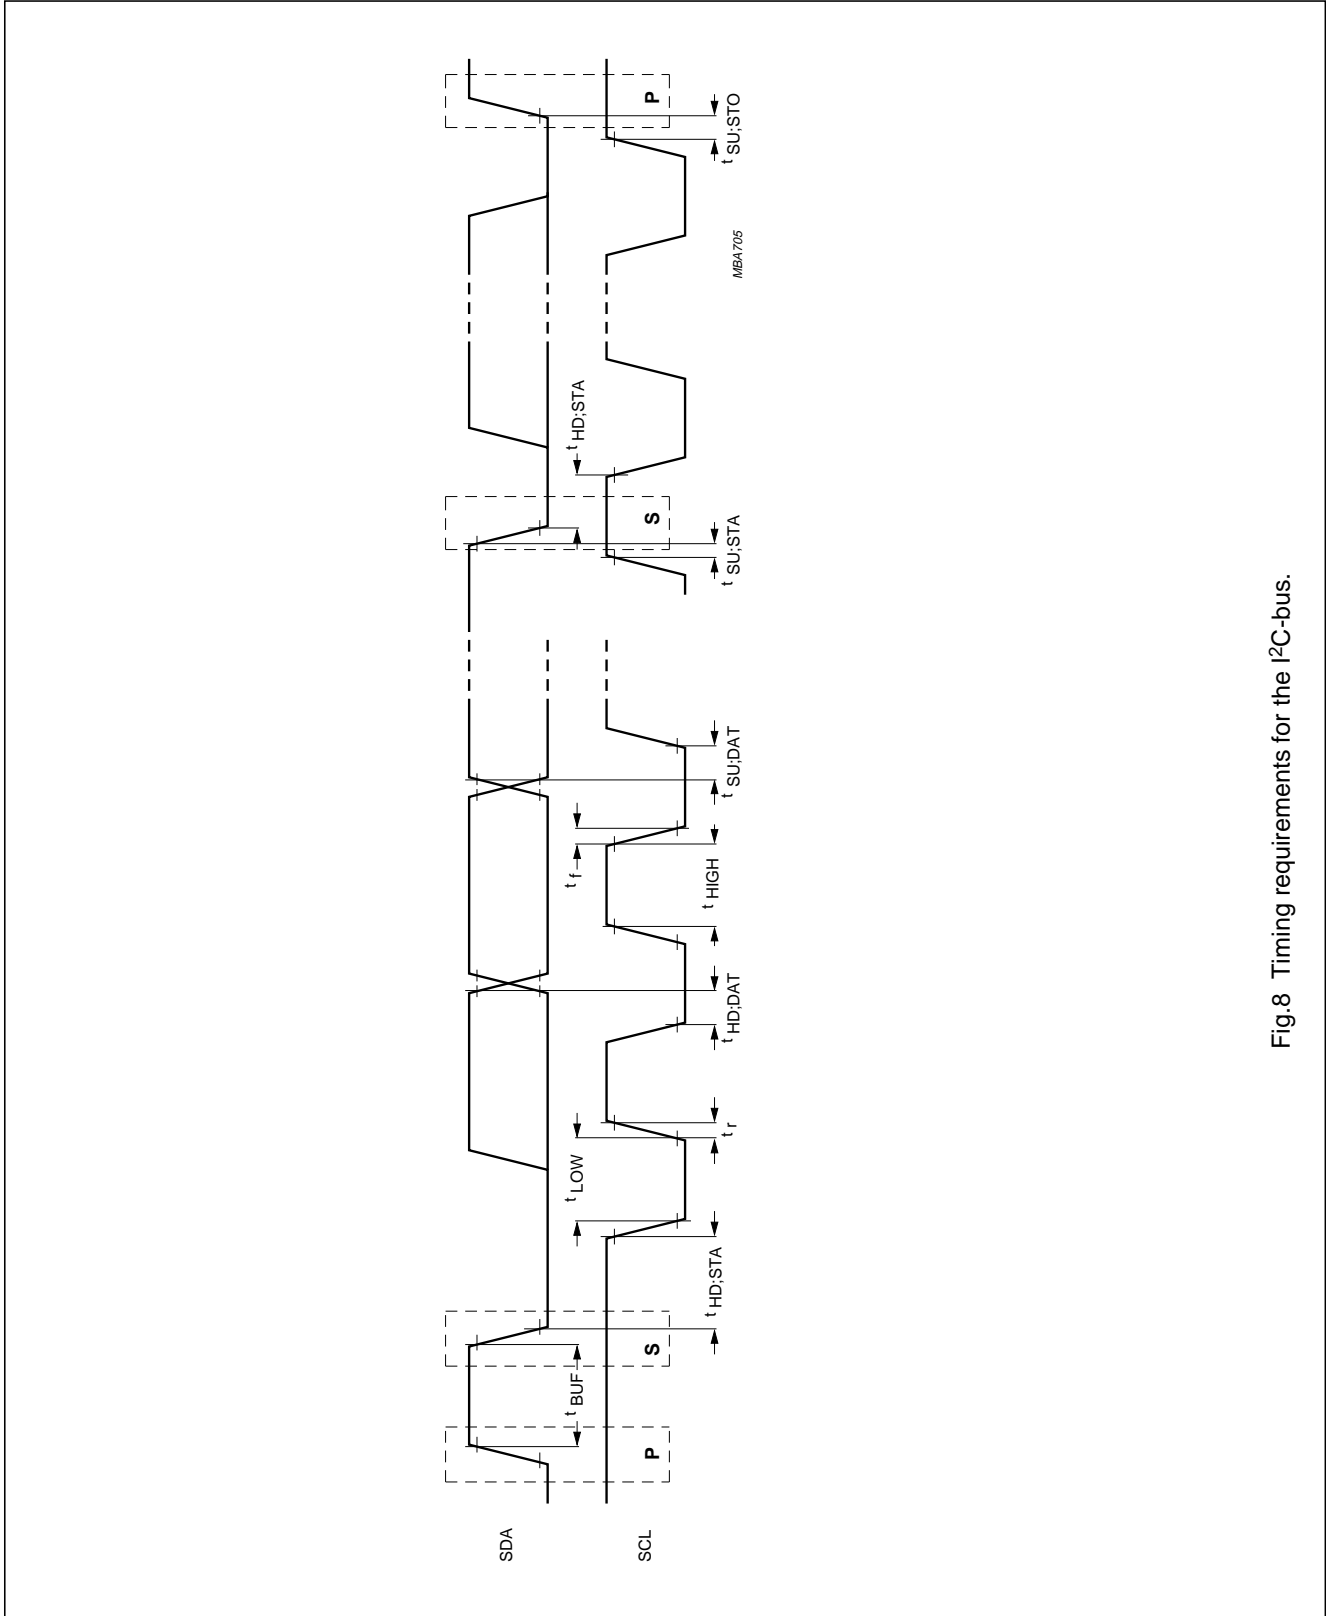 SDA
SCL
P
S
S
P
t BUF
t LOW
t f
t HD;STA
t HD;STA
t r
t HD;DAT
t HIGH
t SU;DAT
t SU;STA
t SU;STO
MBA705
Fig.8 Timing requirements for the I²C-bus.